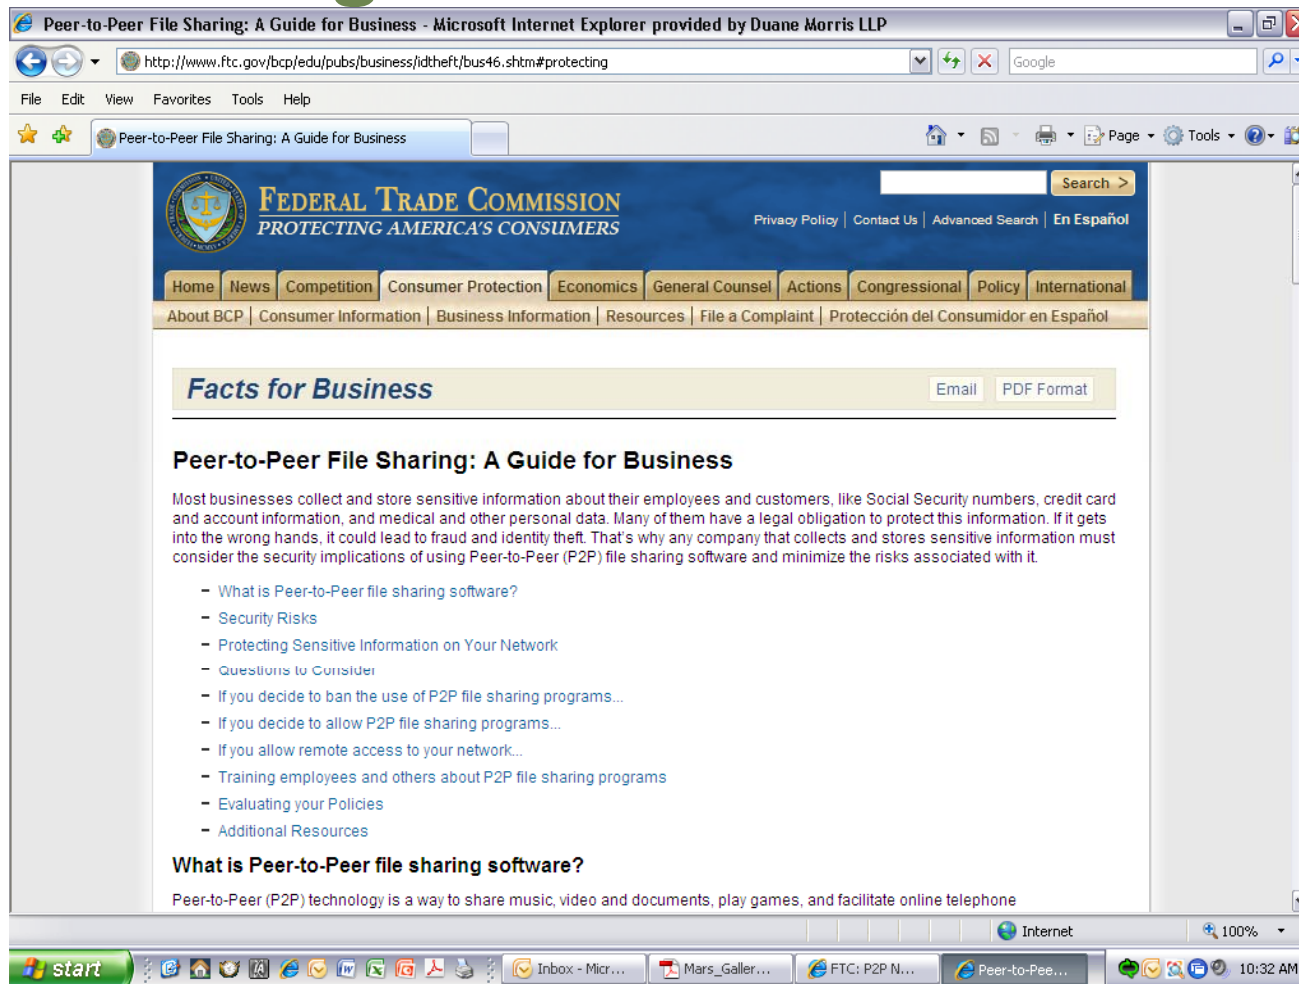 Peer-to-Peer File Sharing: A Guide for Business - Microsoft Internet Explorer provided by Duane Morris LLP
http://www.ftc.gov/bcp/edu/pubs/business/idtheft/bus46.shtm#protecting
Google
File Edit View Favorites Tools Help
Peer-to-Peer File Sharing: A Guide for Business
Page Tools
FEDERAL TRADE COMMISSION
PROTECTING AMERICA'S CONSUMERS
Search >
Privacy Policy | Contact Us | Advanced Search | En Español
Home News Competition Consumer Protection Economics General Counsel Actions Congressional Policy International
About BCP | Consumer Information | Business Information | Resources | File a Complaint | Protección del Consumidor en Español
Facts for Business
Email PDF Format
Peer-to-Peer File Sharing: A Guide for Business
Most businesses collect and store sensitive information about their employees and customers, like Social Security numbers, credit card
and account information, and medical and other personal data. Many of them have a legal obligation to protect this information. If it gets
into the wrong hands, it could lead to fraud and identity theft. That's why any company that collects and stores sensitive information must
consider the security implications of using Peer-to-Peer (P2P) file sharing software and minimize the risks associated with it.
- What is Peer-to-Peer file sharing software?
- Security Risks
- Protecting Sensitive Information on Your Network
- Questions to Consider
- If you decide to ban the use of P2P file sharing programs...
- If you decide to allow P2P file sharing programs...
- If you allow remote access to your network...
- Training employees and others about P2P file sharing programs
- Evaluating your Policies
- Additional Resources
What is Peer-to-Peer file sharing software?
Peer-to-Peer (P2P) technology is a way to share music, video and documents, play games, and facilitate online telephone
Internet
100%
start
Inbox - Micr...
Mars_Galler...
FTC: P2P N...
Peer-to-Pee...
10:32 AM